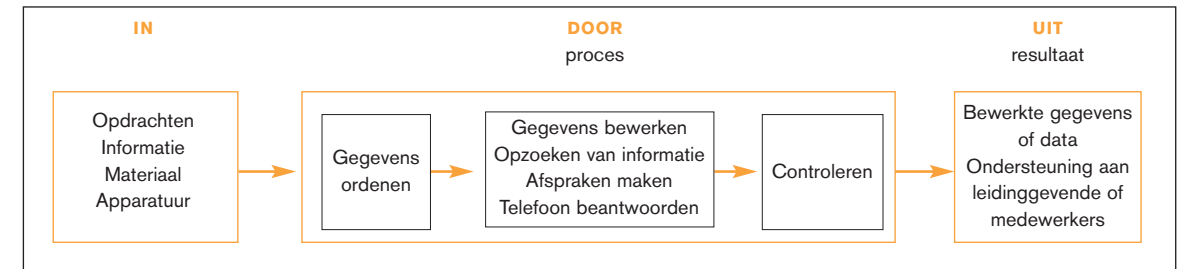 IN
Opdrachten
Informatie
Materiaal
Apparatuur
DOOR
proces
Gegevens
ordenen
Gegevens bewerken
Opzoeken van informatie
Afspraken maken
Telefoon beantwoorden
Controleren
UIT
resultaat
Bewerkte gegevens
of data
Ondersteuning aan
leidinggevende of
medewerkers